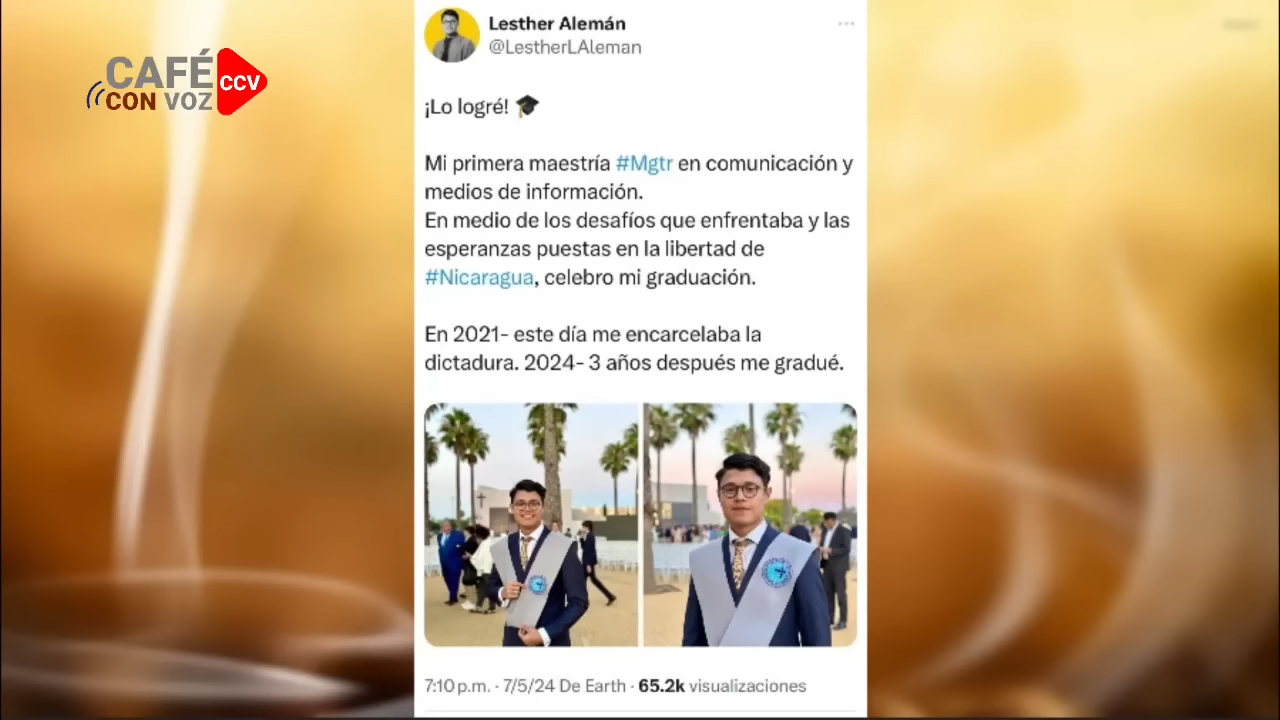 CAFÉ
CON VOZ
CCV
Lesther Alemán
@LestherLAleman
¡Lo logré!
Mi primera maestría #Mgtr en comunicación y
medios de información.
En medio de los desafíos que enfrentaba y las
esperanzas puestas en la libertad de
#Nicaragua, celebro mi graduación.
En 2021- este día me encarcelaba la
dictadura. 2024- 3 años después me gradué.
7:10 p.m. · 7/5/24 De Earth · 65.2k visualizaciones